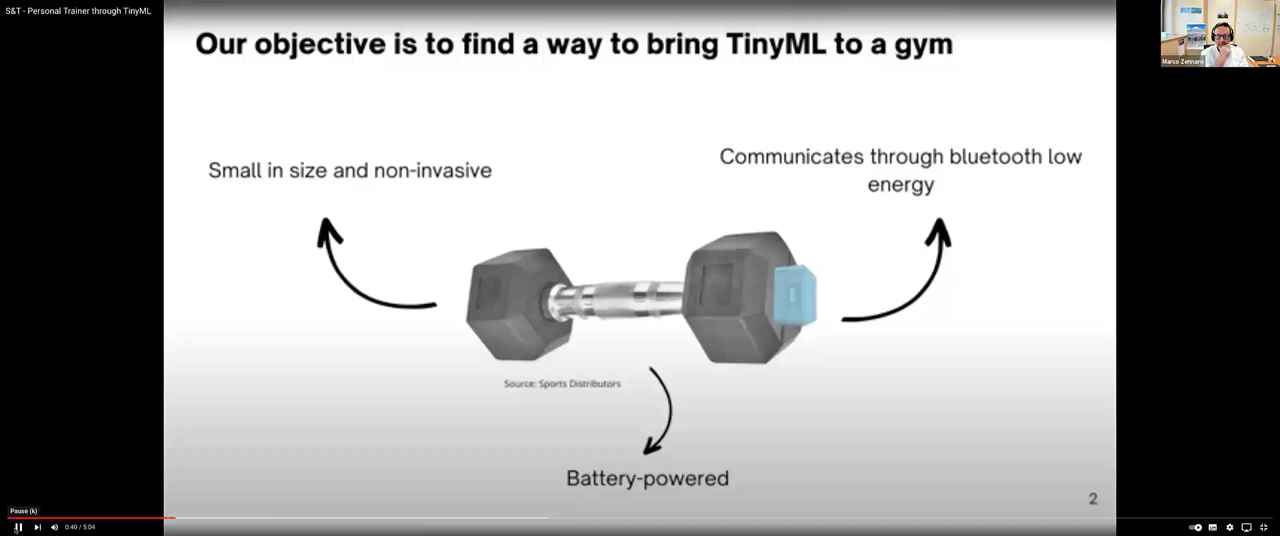 S&T - Personal Trainer through TinyML
Marco Zennaro
Our objective is to find a way to bring TinyML to a gym
Small in size and non-invasive
Communicates through bluetooth low
energy
Source: Sports Distributors
Battery-powered
2
Pause (k)
0:40 / 5:04